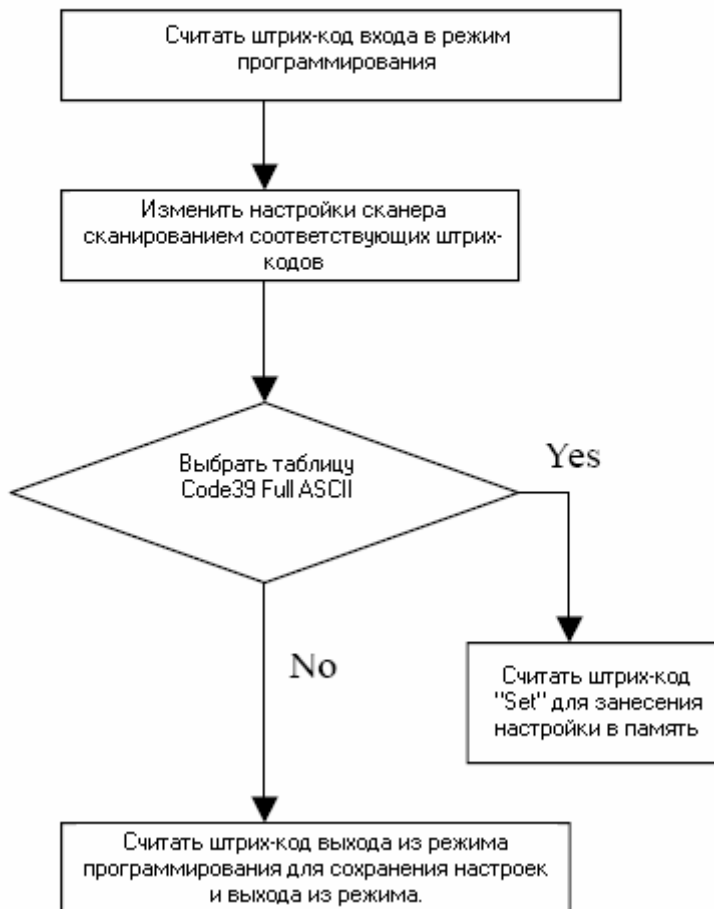 Считать штрих-код входа в режим
программирования
Изменить настройки сканера
сканированием соответствующих штрих-
кодов
Выбрать таблицу
Code39 Full ASCII
Yes
No
Считать штрих-код
"Set" для занесения
настройки в память
Считать штрих-код выхода из режима
программирования для сохранения настроек
и выхода из режима.